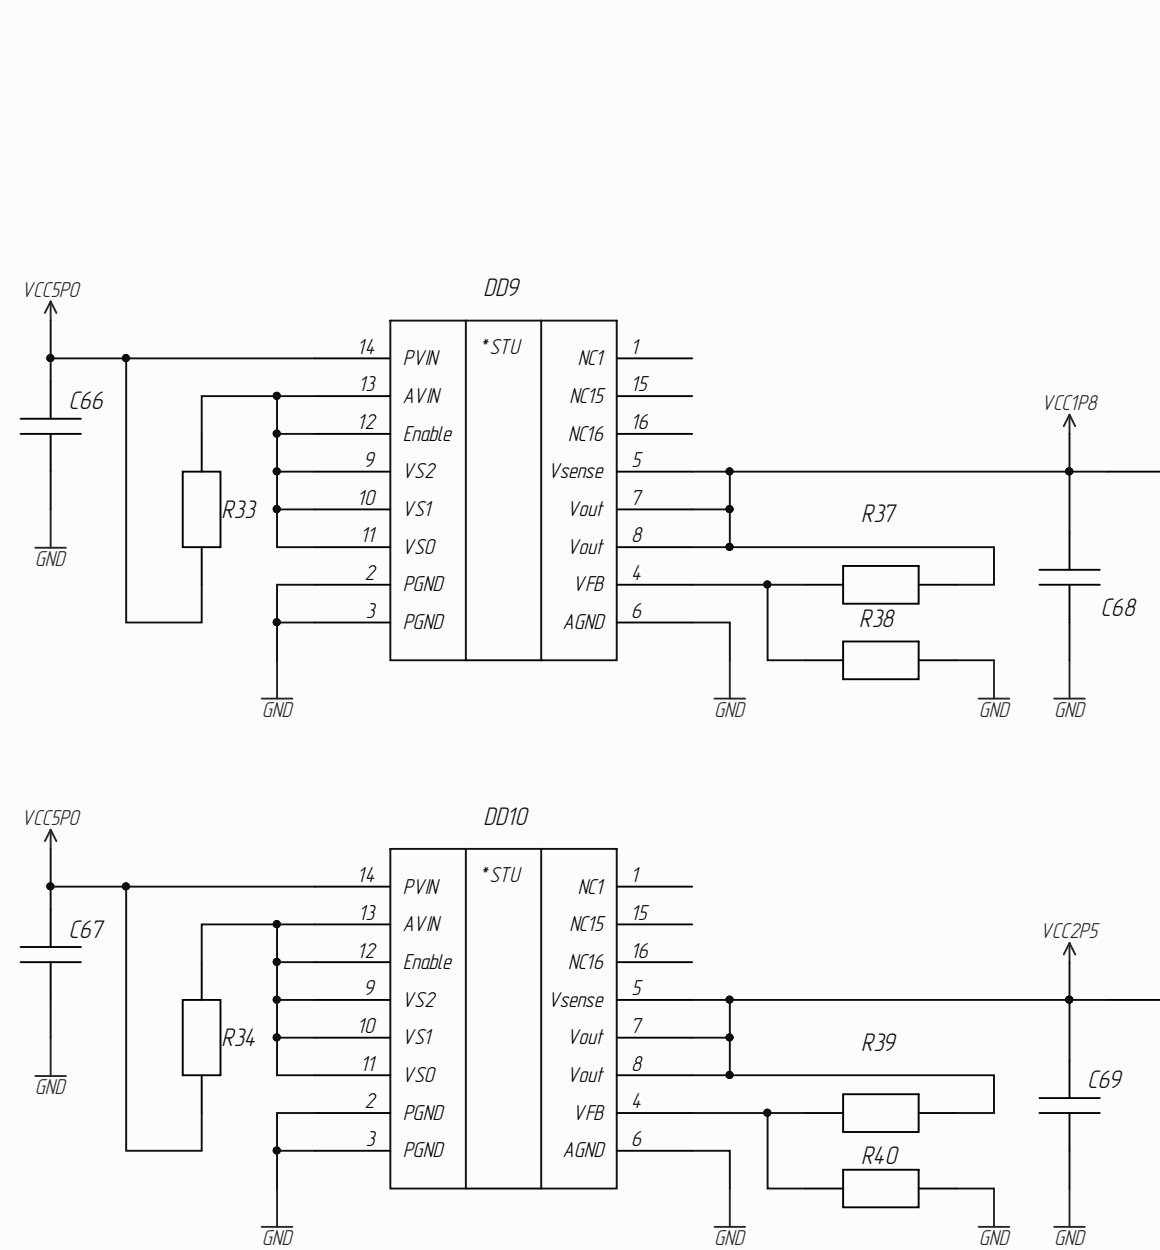 DD9
VCC5P0
*STU
14 PVIN NC1 1
13 AVIN NC15 15
C66
VCC1P8
12 Enable NC16 16
9 VS2 Vsense 5
R33 10 VS1 Vout 7
R37
11 VS0 Vout 8
GND
2 PGND VFB 4
C68
3 PGND AGND 6
R38
GND GND GND GND
DD10
VCC5P0
*STU
14 PVIN NC1 1
13 AVIN NC15 15
C67
VCC2P5
12 Enable NC16 16
9 VS2 Vsense 5
R34 10 VS1 Vout 7
R39
11 VS0 Vout 8
C69
GND
2 PGND VFB 4
3 PGND AGND 6
R40
GND GND GND GND